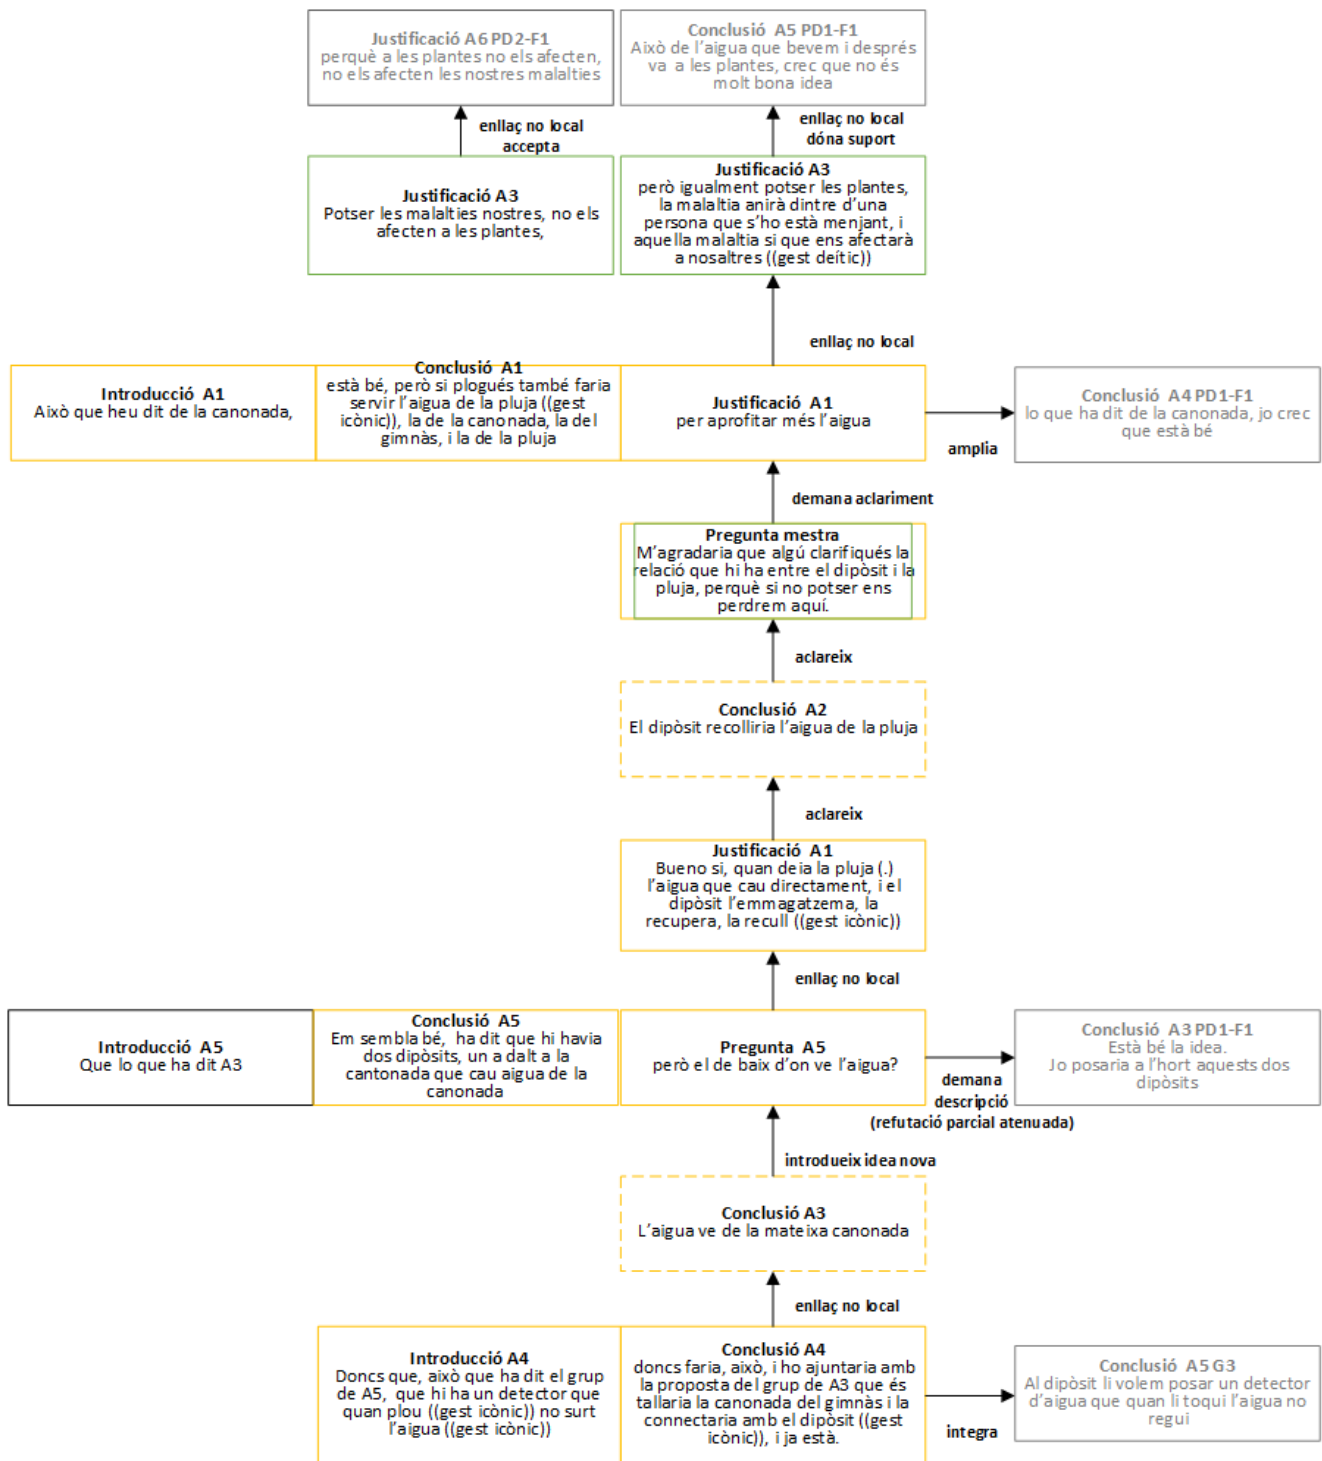 Justificació A6 PD2-F1
perquè a les plantes no els afecten,
no els afecten les nostres malalties
Conclusió A5 PD1-F1
Això de l'aigua que bevem i després
va a les plantes, crec que no és
molt bona idea
enllaç no local
accepta
enllaç no local
dóna suport
Justificació A3
Potser les malalties nostres, no els
afecten a les plantes,
Justificació A3
però igualment potser les plantes,
la malaltia anirà dintre d'una
persona que s'ho està menjant, i
aquella malaltia si que ens afectarà
a nosaltres ((gest deític))
enllaç no local
Introducció A1
Això que heu dit de la canonada,
Conclusió A1
està bé, però si plogués també faria
servir l'aigua de la pluja ((gest
icònic)), la de la canonada, la del
gimnàs, i la de la pluja
Justificació A1
per aprofitar més l'aigua
amplia
Conclusió A4 PD1-F1
lo que ha dit de la canonada, jo crec
que està bé
demana aclariment
Pregunta mestra
M'agradaria que algú clarifiqués la
relació que hi ha entre el dipòsit i la
pluja, perquè si no potser ens
perdrem aquí.
aclareix
Conclusió A2
El dipòsit recolliria l'aigua de la pluja
aclareix
Justificació A1
Bueno si, quan deia la pluja (.)
l'aigua que cau directament, i el
dipòsit l'emmagatzema, la
recupera, la recull ((gest icònic))
enllaç no local
Introducció A5
Que lo que ha dit A3
Conclusió A5
Em sembla bé, ha dit que hi havia
dos dipòsits, un a dalt a la
cantonada que cau aigua de la
canonada
Pregunta A5
però el de baix d'on ve l'aigua?
demana
descripció
(refutació parcial atenuada)
Conclusió A3 PD1-F1
Està bé la idea.
Jo posaria a l'hort aquests dos
dipòsits
introdueix idea nova
Conclusió A3
L'aigua ve de la mateixa canonada
enllaç no local
Introducció A4
Doncs que, això que ha dit el grup
de A5, que hi ha un detector que
quan plou ((gest icònic)) no surt
l'aigua ((gest icònic))
Conclusió A4
doncs faria, això, i ho ajuntaria amb
la proposta del grup de A3 que és
tallaria la canonada del gimnàs i la
connectaria amb el dipòsit ((gest
icònic)), i ja està.
integra
Conclusió A5 G3
Al dipòsit li volem posar un detector
d'aigua que quan li toqui l'aigua no
regui